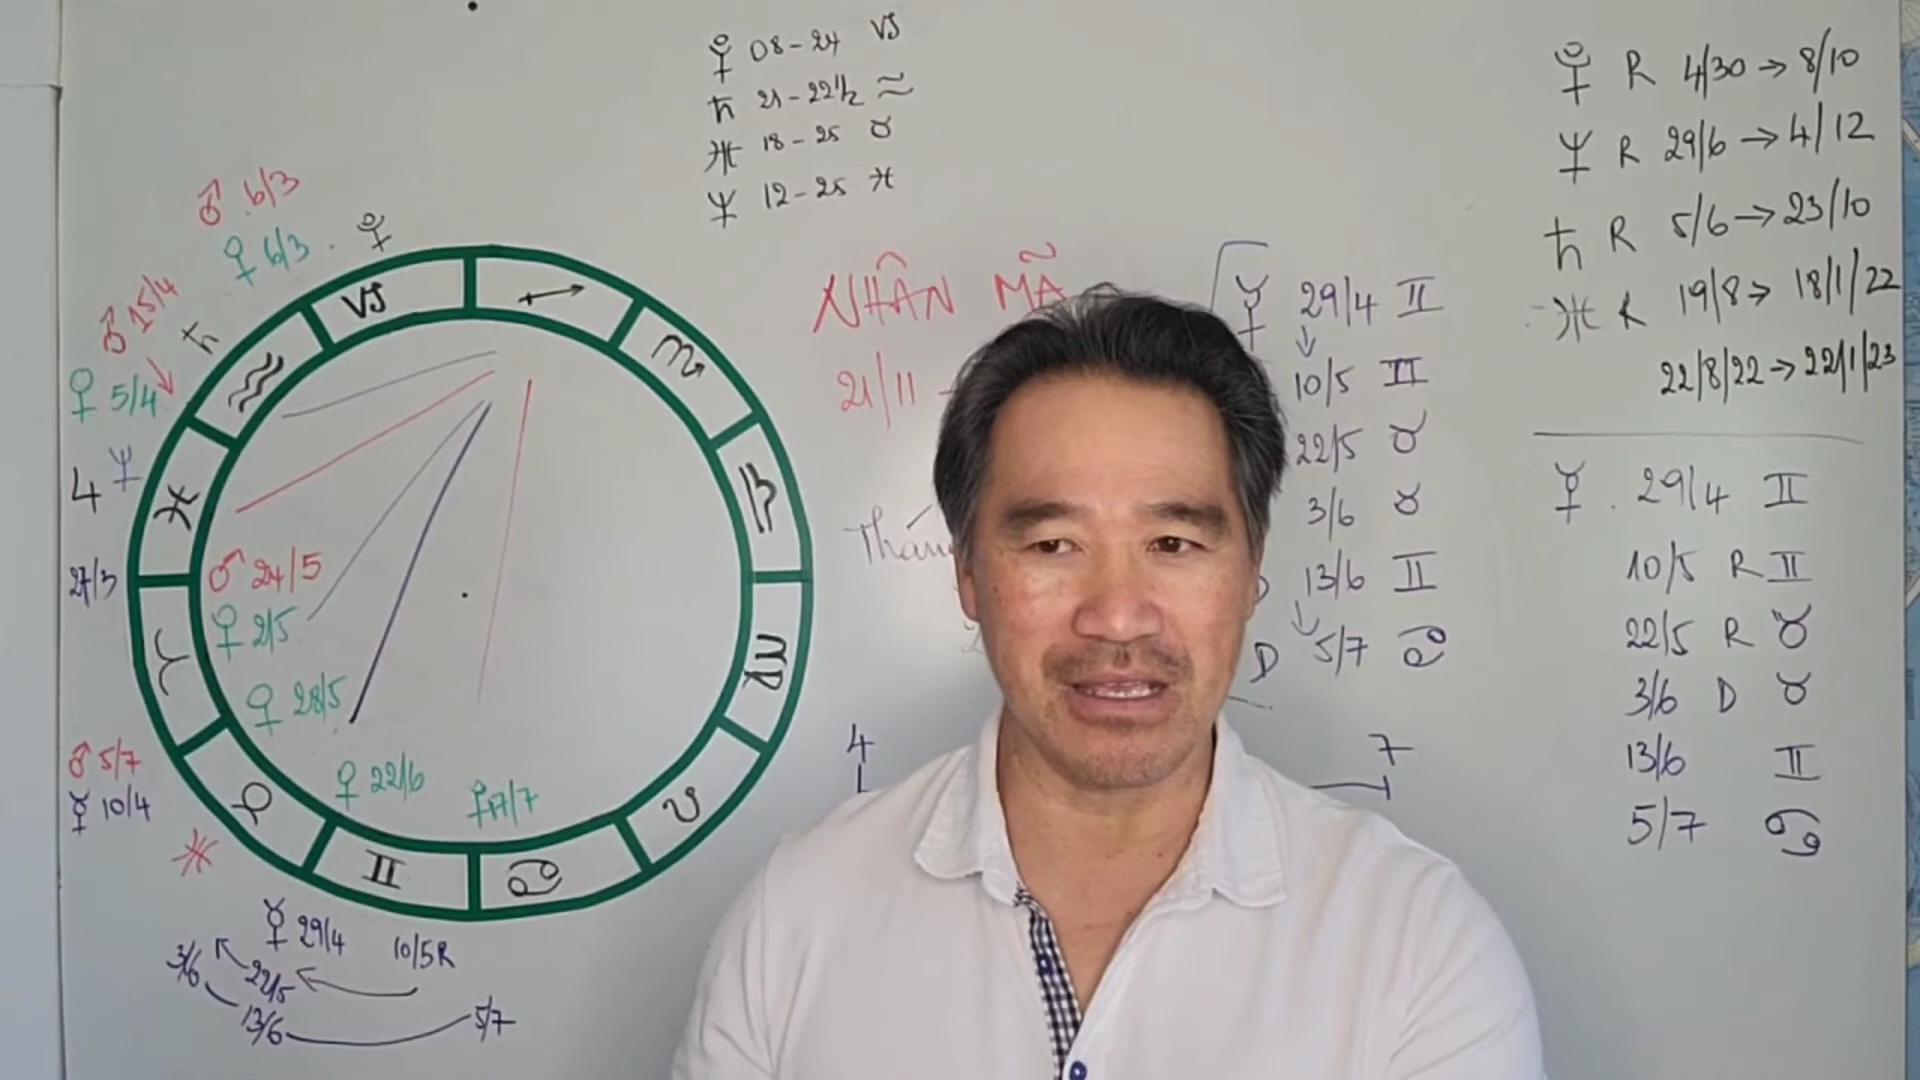 08-24 ♑
♄ 21-22 1/2 ♒
18-25 ♉
♆ 12-25 ♓
R 4/30 → 8/10
♆ R 29/6 → 4/12
♄ R 5/6 → 23/10
R 19/8 → 18/1/22
22/8/22 → 22/1/23
♂ 6/3
♀ 6/3
♂ 15/4
♄
♀ 5/4
4 ♆
27/3
♑
♐
♒
♏
♓
♎
♈
♍
♉
♌
♊
♋
♂ 24/5
♀ 2/5
♀ 28/5
♀ 22/6
♀ 17/7
♂ 5/7
☿ 10/4
☿ 29/4 10/5R
3/6 22/5
13/6 5/7
NHÂN MÃ
21/11 -
☿ 29/4 ♊
10/5 ♊
22/5 ♉
3/6 ♉
13/6 ♊
D 5/7 ♋
4 7
☿ 29/4 ♊
10/5 R ♊
22/5 R ♉
3/6 D ♉
13/6 ♊
5/7 ♋